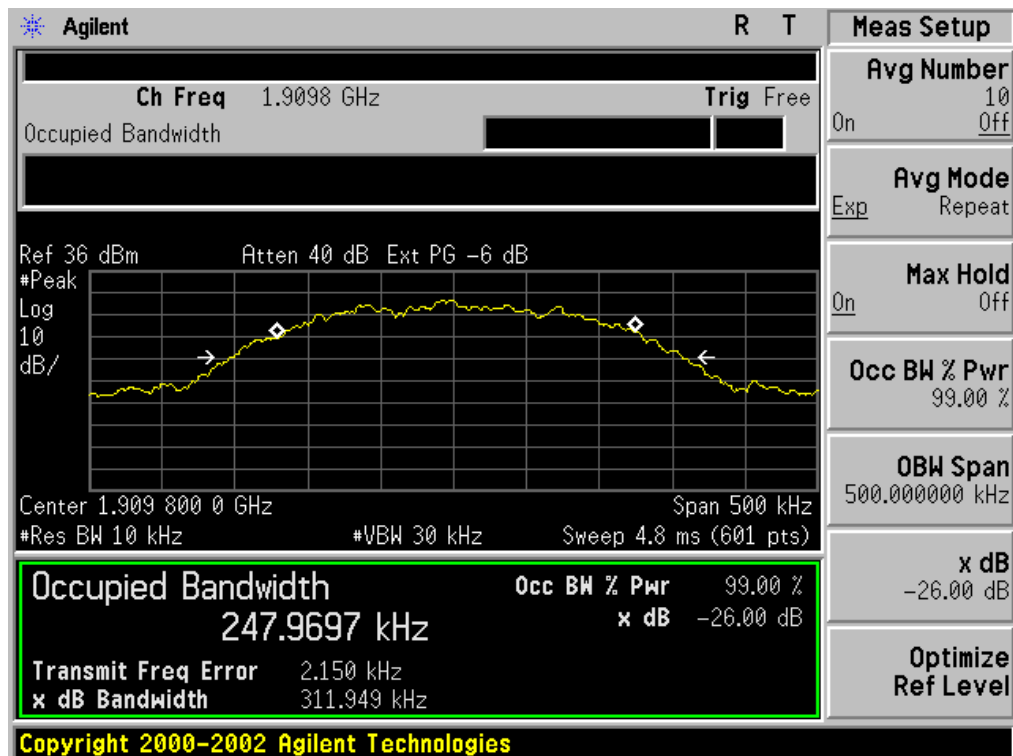 Agilent R T
Ch Freq 1.9098 GHz Trig Free
Occupied Bandwidth
Ref 36 dBm Atten 40 dB Ext PG -6 dB
#Peak
Log
10
dB/
Center 1.909 800 0 GHz Span 500 kHz
#Res BW 10 kHz #VBW 30 kHz Sweep 4.8 ms (601 pts)
Occupied Bandwidth Occ BW % Pwr 99.00 %
247.9697 kHz x dB -26.00 dB
Transmit Freq Error 2.150 kHz
x dB Bandwidth 311.949 kHz
Copyright 2000-2002 Agilent Technologies
Meas Setup
Avg Number
10
On Off
Avg Mode
Exp Repeat
Max Hold
On Off
Occ BW % Pwr
99.00 %
OBW Span
500.000000 kHz
x dB
-26.00 dB
Optimize
Ref Level